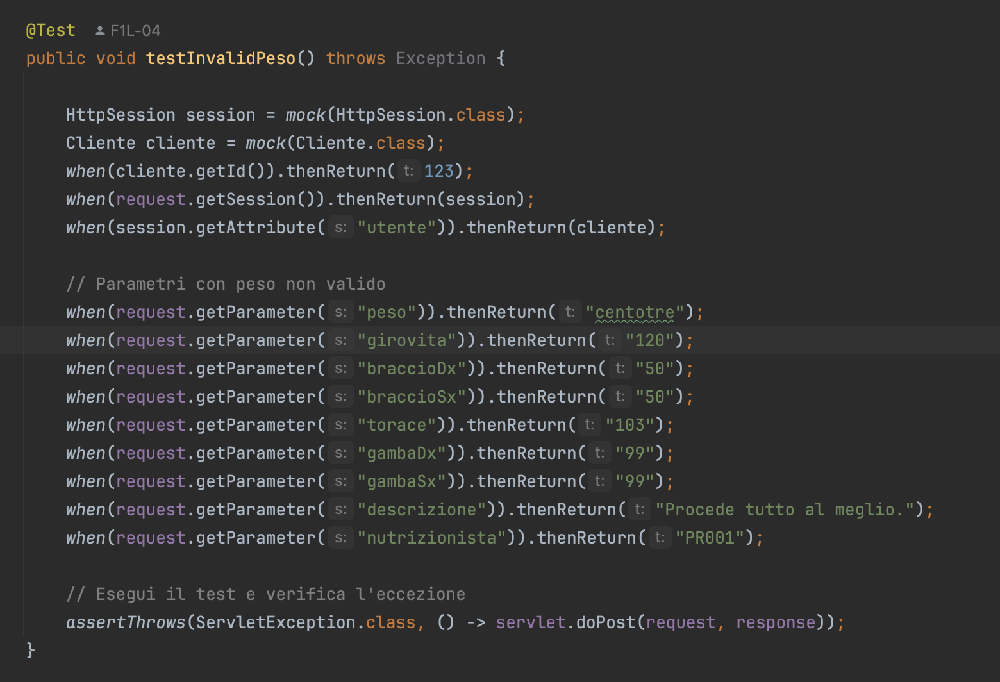 @Test F1L-04
public void testInvalidPeso() throws Exception {
HttpSession session = mock(HttpSession.class);
Cliente cliente = mock(Cliente.class);
when(cliente.getId()).thenReturn( t: 123);
when(request.getSession()).thenReturn(session);
when(session.getAttribute( s: "utente")).thenReturn(cliente);
// Parametri con peso non valido
when(request.getParameter( s: "peso")).thenReturn( t: "centotre");
when(request.getParameter( s: "girovita")).thenReturn( t: "120");
when(request.getParameter( s: "braccioDx")).thenReturn( t: "50");
when(request.getParameter( s: "braccioSx")).thenReturn( t: "50");
when(request.getParameter( s: "torace")).thenReturn( t: "103");
when(request.getParameter( s: "gambaDx")).thenReturn( t: "99");
when(request.getParameter( s: "gambaSx")).thenReturn( t: "99");
when(request.getParameter( s: "descrizione")).thenReturn( t: "Procede tutto al meglio.");
when(request.getParameter( s: "nutrizionista")).thenReturn( t: "PR001");
// Esegui il test e verifica l'eccezione
assertThrows(ServletException.class, () -> servlet.doPost(request, response));
}